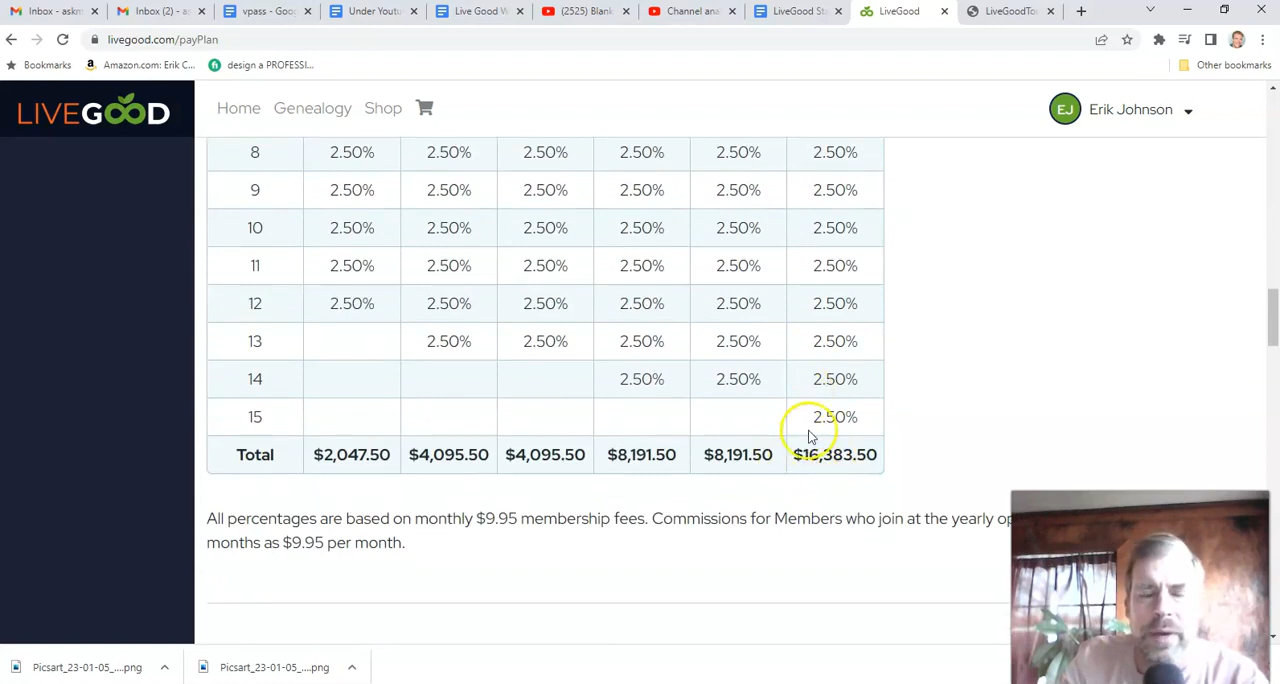 Inbox - askm
Inbox (2) - a
vpass - Goo
Under Youtu
Live Good V
(2525) Blank
Channel ana
LiveGood St
LiveGood
LiveGoodTou
livegood.com/payPlan
Bookmarks
Amazon.com: Erik C...
design a PROFESSI...
Other bookmarks
LIVEGOOD
Home Genealogy Shop
EJ Erik Johnson
8 2.50% 2.50% 2.50% 2.50% 2.50% 2.50%
9 2.50% 2.50% 2.50% 2.50% 2.50% 2.50%
10 2.50% 2.50% 2.50% 2.50% 2.50% 2.50%
11 2.50% 2.50% 2.50% 2.50% 2.50% 2.50%
12 2.50% 2.50% 2.50% 2.50% 2.50% 2.50%
13 2.50% 2.50% 2.50% 2.50% 2.50%
14 2.50% 2.50% 2.50%
15 2.50%
Total $2,047.50 $4,095.50 $4,095.50 $8,191.50 $8,191.50 $16,383.50
All percentages are based on monthly $9.95 membership fees. Commissions for Members who join at the yearly op
months as $9.95 per month.
Picsart_23-01-05_....png
Picsart_23-01-05_....png